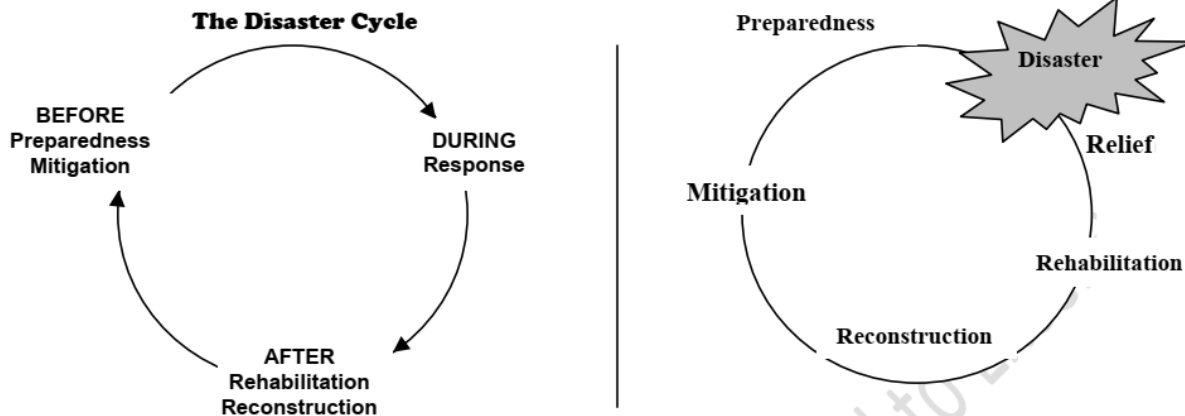 The Disaster Cycle
BEFORE
Preparedness
Mitigation
DURING
Response
AFTER
Rehabilitation
Reconstruction
Preparedness
Disaster
Relief
Mitigation
Rehabilitation
Reconstruction